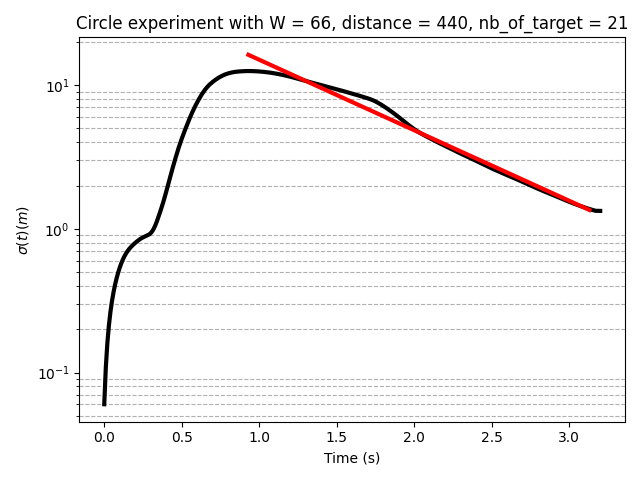 Circle experiment with W = 66, distance = 440, nb_of_target = 21
10¹
10⁰
10⁻¹
σ(t)(m)
0.0 0.5 1.0 1.5 2.0 2.5 3.0
Time (s)